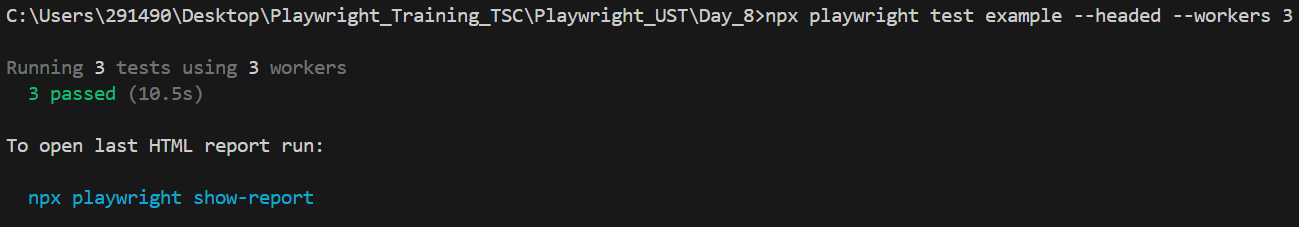 C:\Users\291490\Desktop\Playwright_Training_TSC\Playwright_UST\Day_8>npx playwright test example --headed --workers 3
Running 3 tests using 3 workers
3 passed (10.5s)
To open last HTML report run:
npx playwright show-report